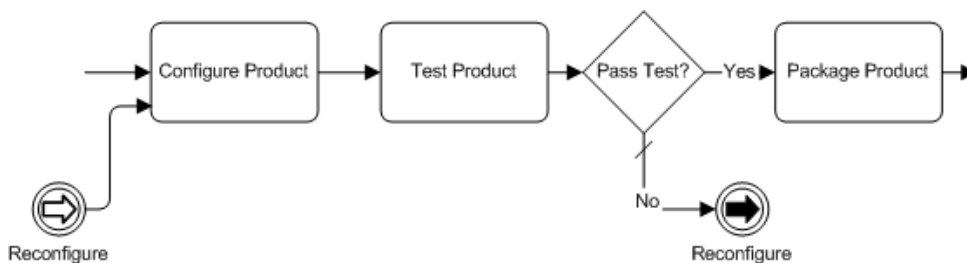 Configure Product
Test Product
Pass Test?
Yes
Package Product
No
Reconfigure
Reconfigure